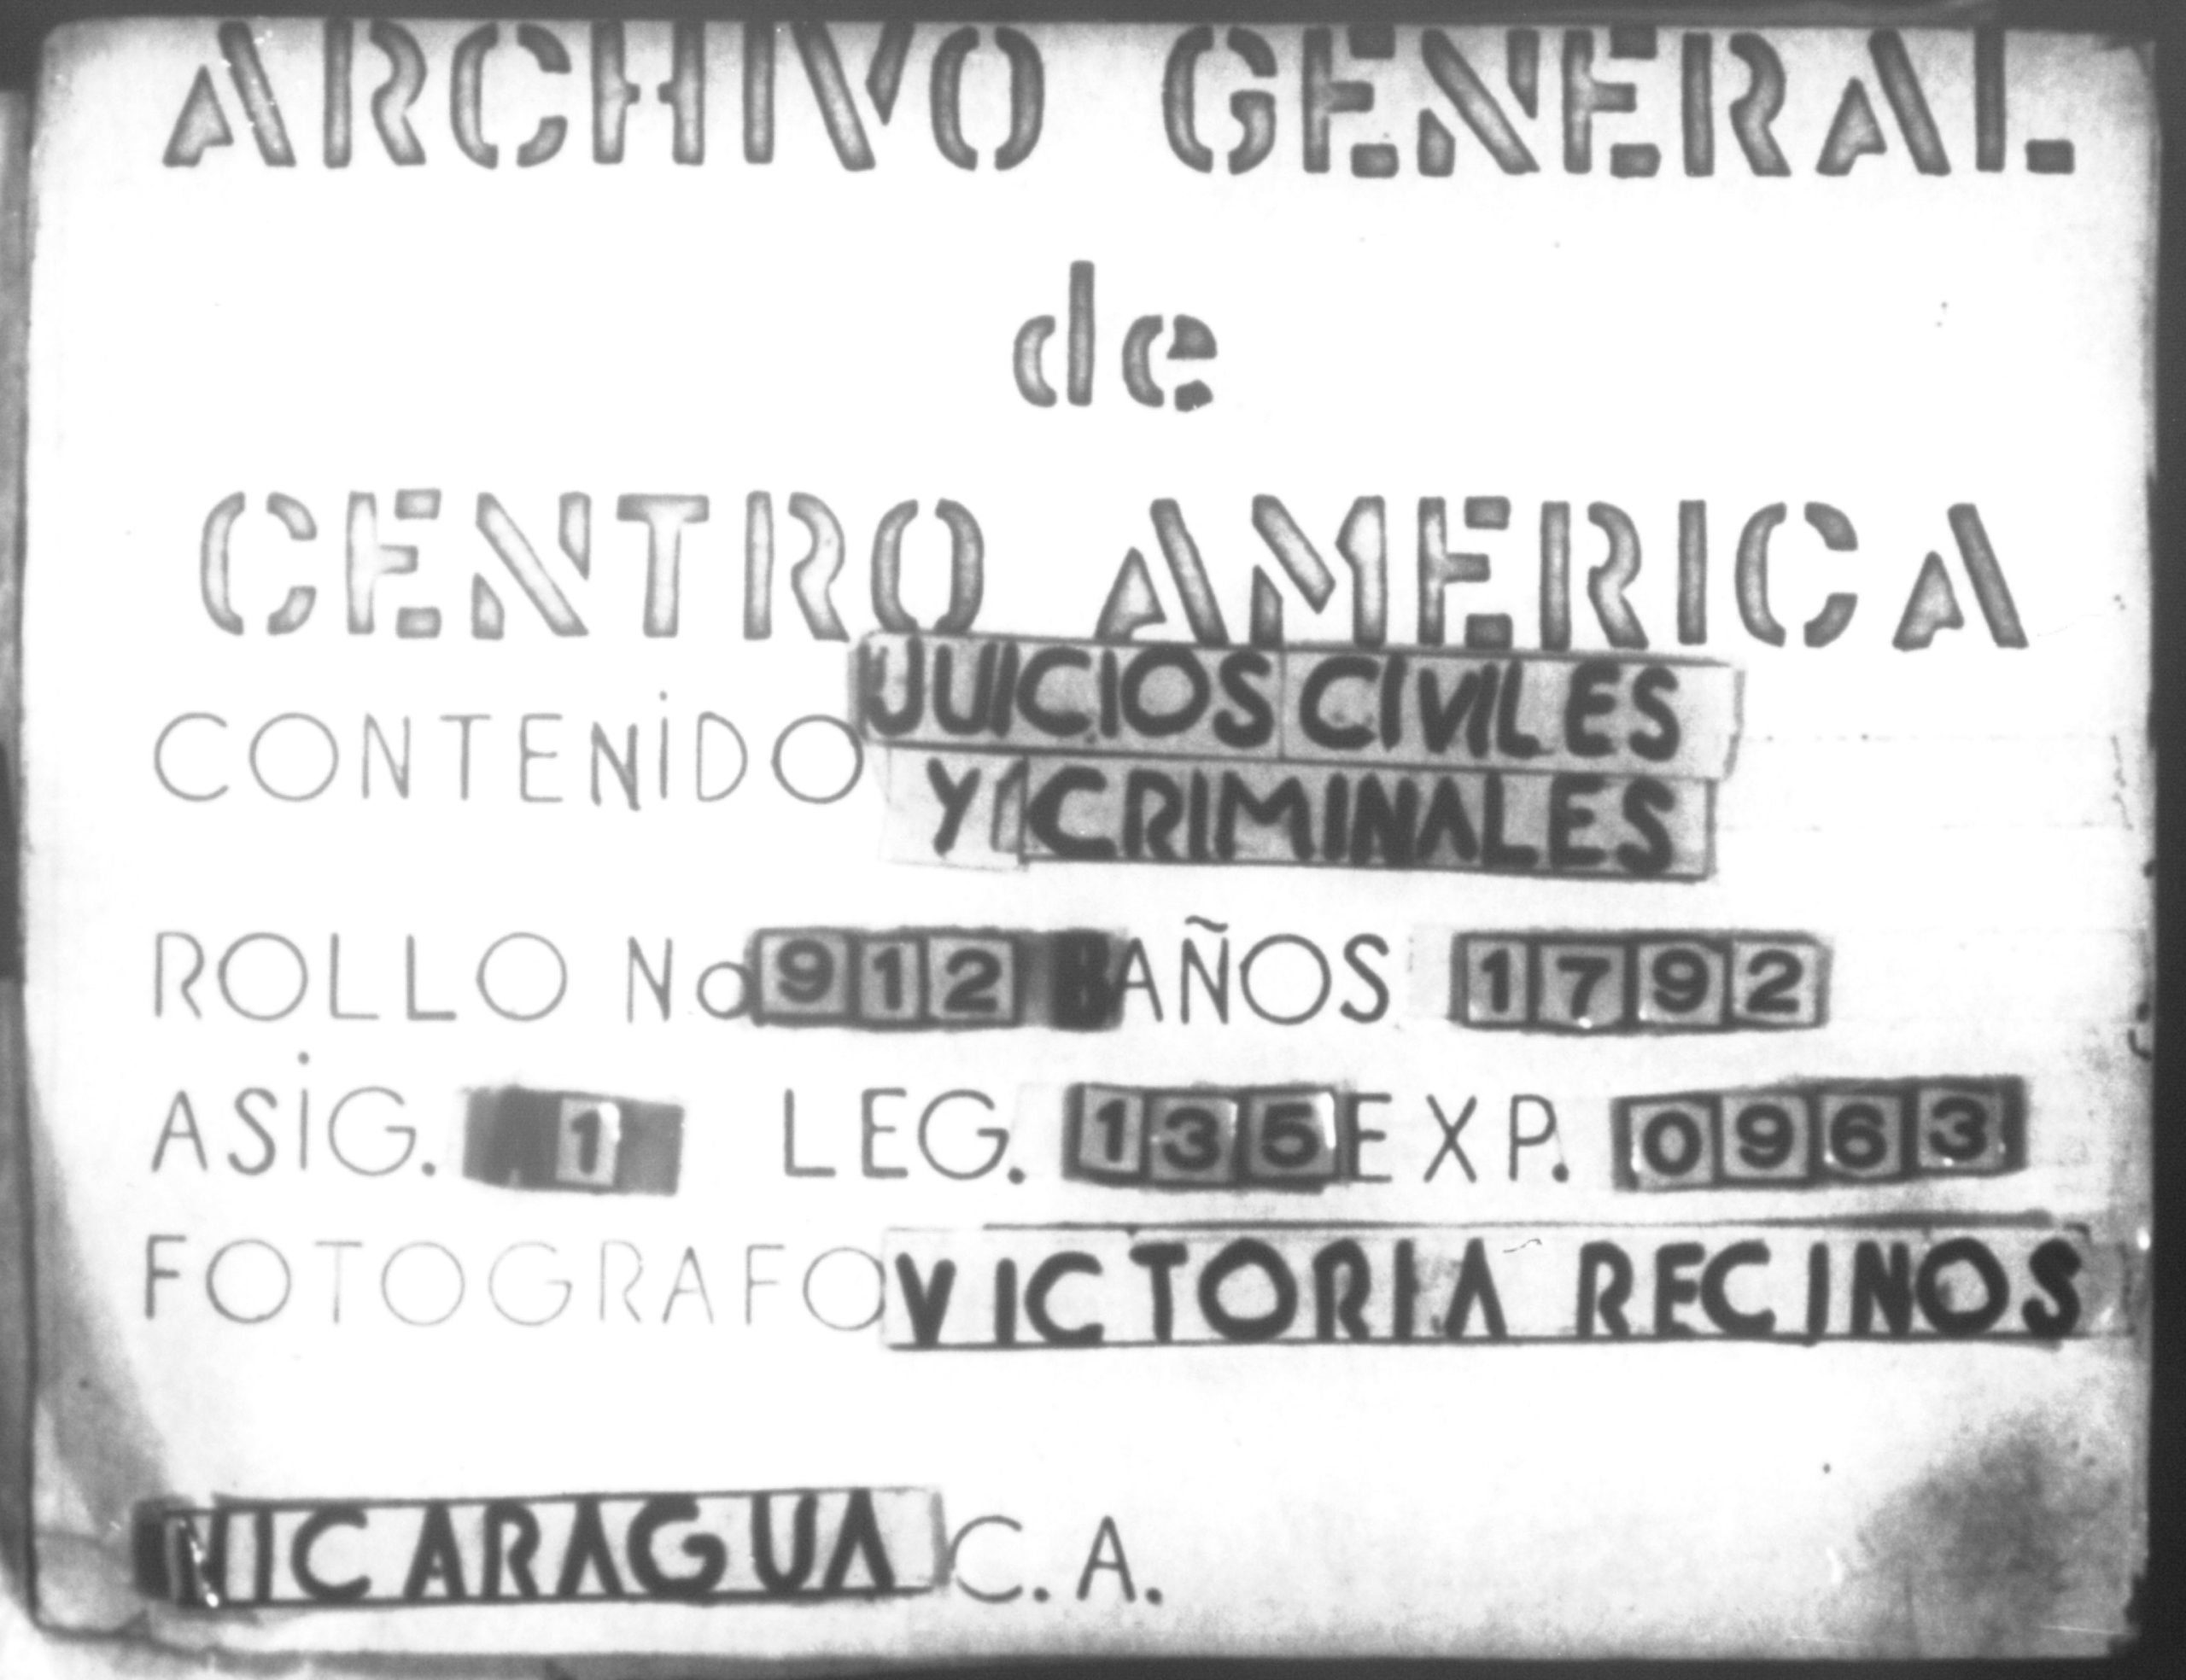 ARCHIVO GENERAL
de
CENTRO AMERICA
CONTENIDO JUICIOS CIVILES
Y CRIMINALES
ROLLO No 912 B AÑOS 1792
ASIG. 1 LEG. 135 EXP. 0963
FOTOGRAFO VICTORIA RECINOS
NICARAGUA C.A.